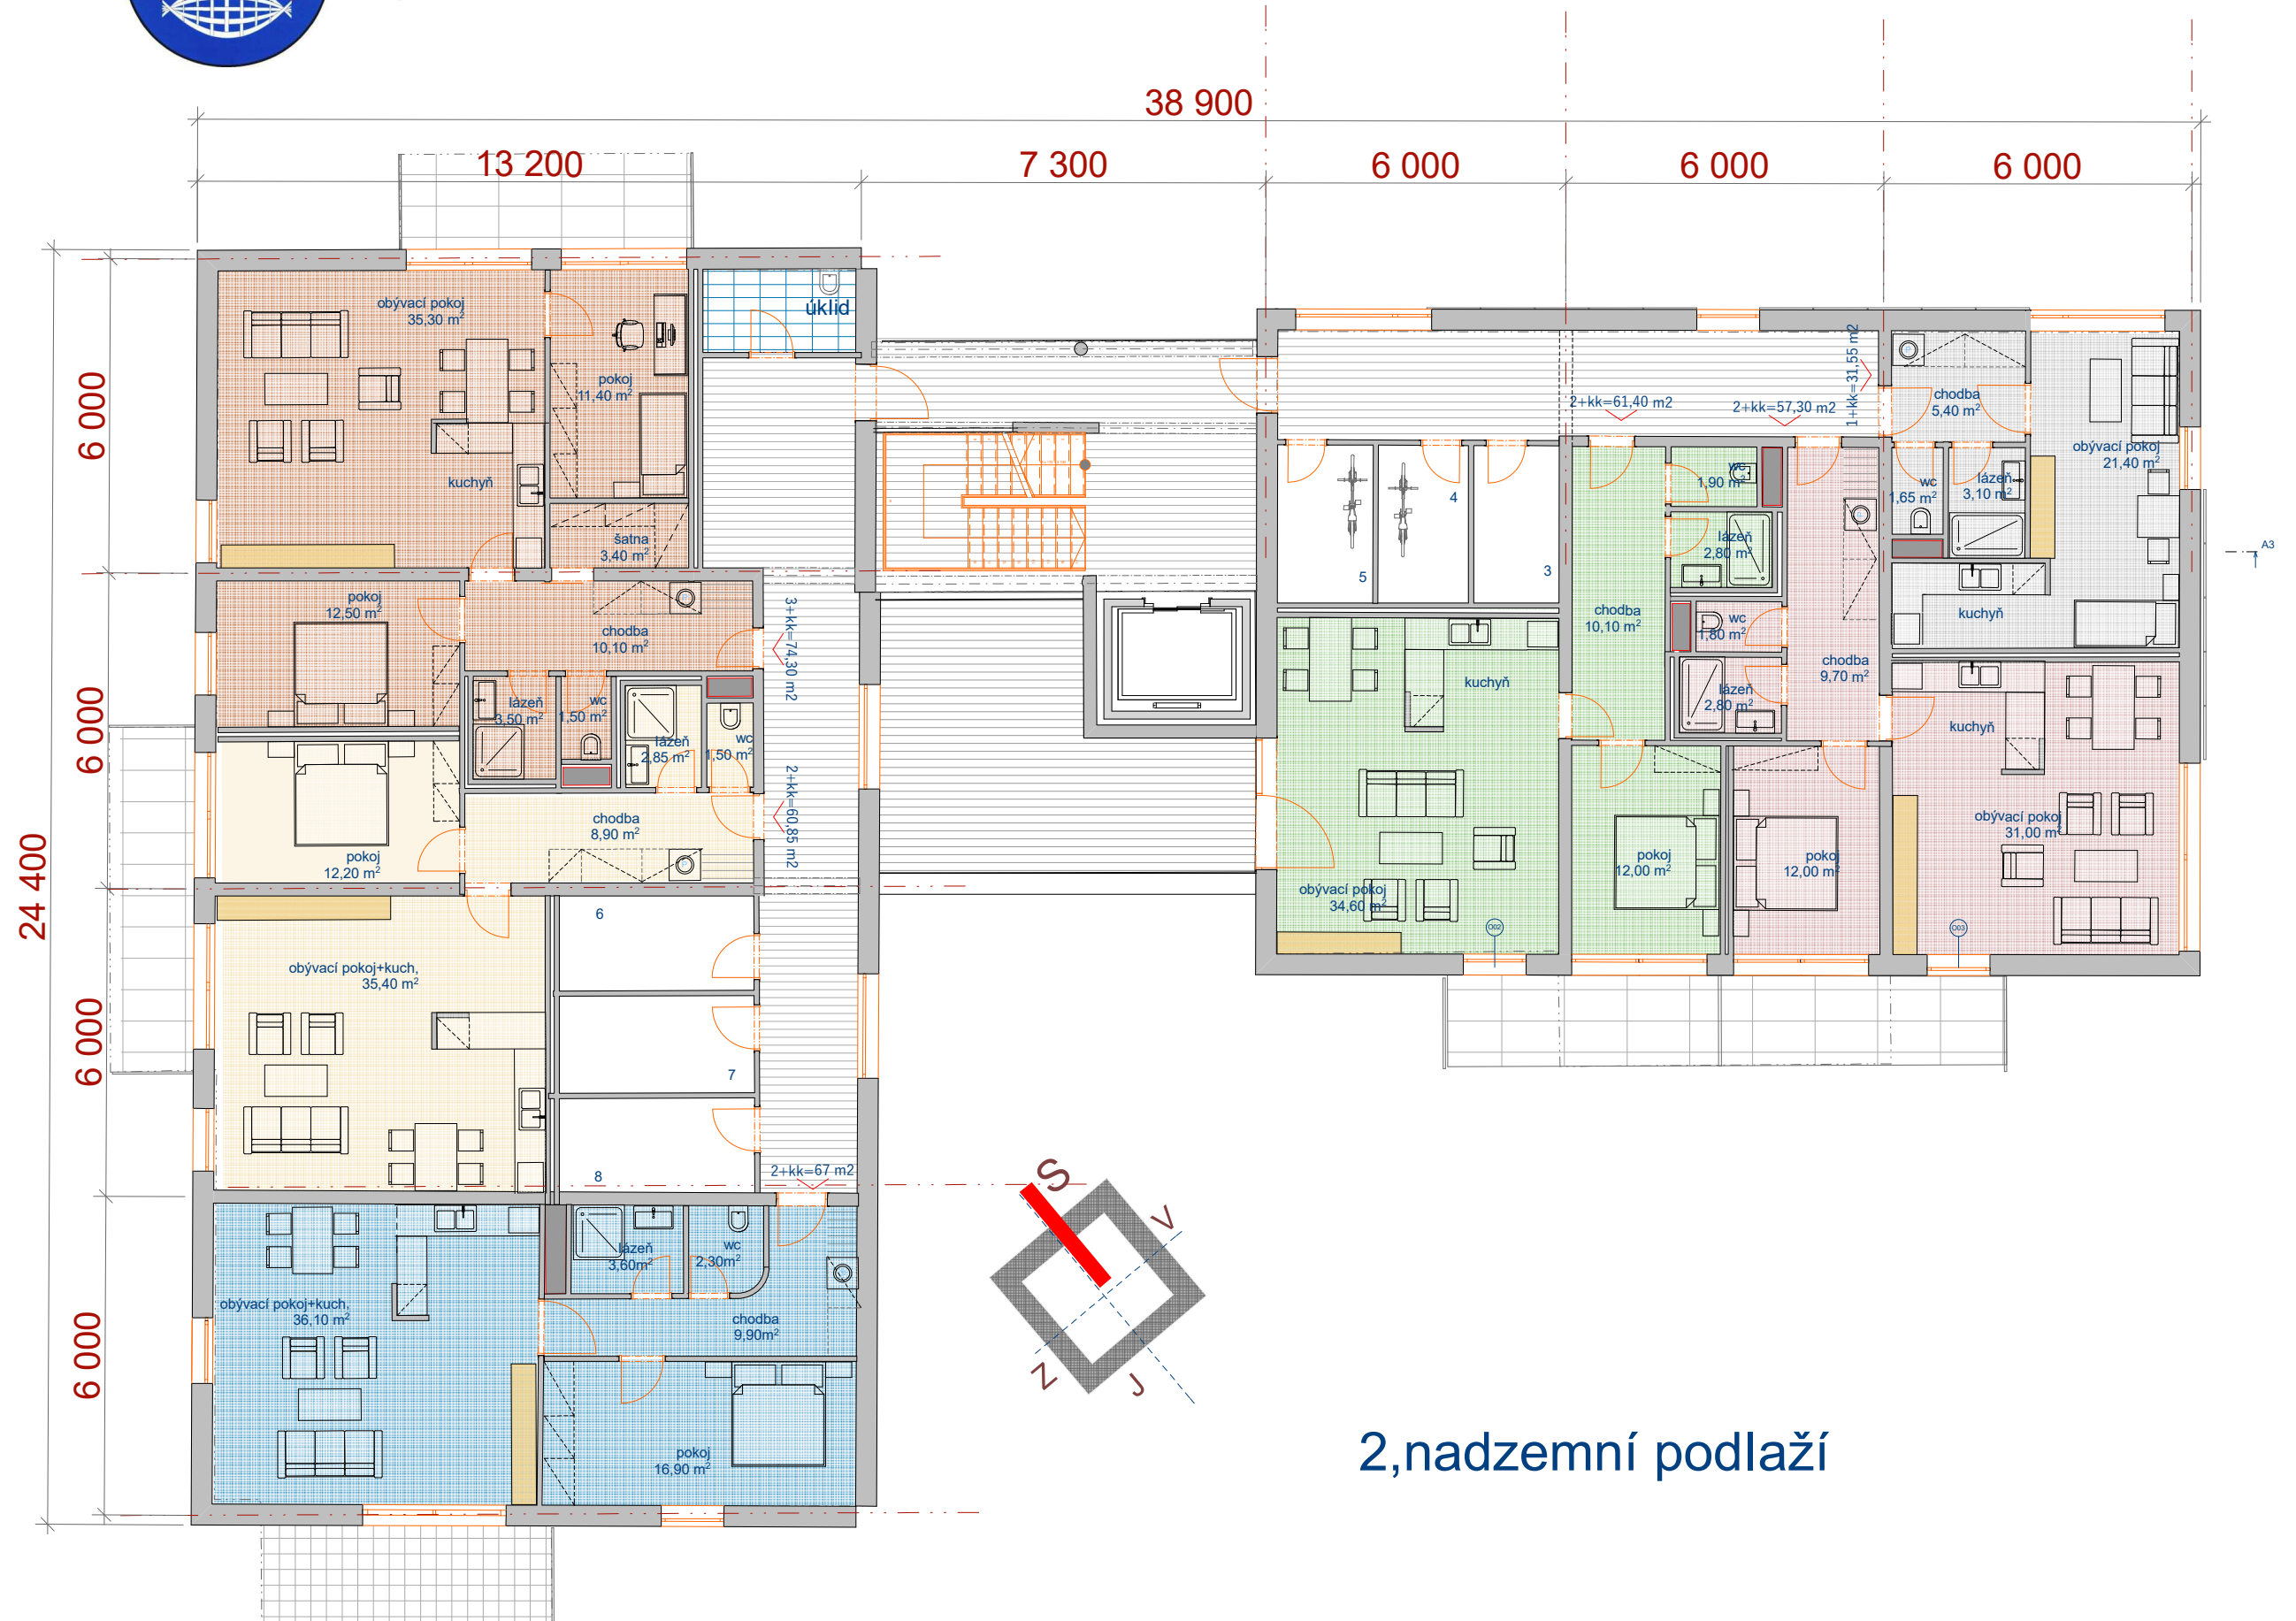 38 900
13 200
7 300
6 000
6 000
6 000
24 400
6 000
6 000
6 000
6 000
obývací pokoj
35,30 m²
kuchyň
pokoj
11,40 m²
šatna
3,40 m²
úklid
pokoj
12,50 m²
chodba
10,10 m²
lázeň
3,50 m²
wc
1,50 m²
3+kk=74,30 m2
lázeň
2,85 m²
wc
1,50 m²
2+kk=60,85 m2
chodba
8,90 m²
pokoj
12,20 m²
obývací pokoj+kuch,
35,40 m²
6
7
8
2+kk=67 m2
obývací pokoj+kuch,
36,10 m²
lázeň
3,60m²
wc
2,30m²
chodba
9,90m²
pokoj
16,90 m²
5
4
3
2+kk=61,40 m2
2+kk=57,30 m2
1+kk=31,55 m2
chodba
5,40 m²
obývací pokoj
21,40 m²
wc
1,65 m²
lázeň
3,10 m²
kuchyň
A3
wc
1,90 m²
lázeň
2,80 m²
chodba
10,10 m²
wc
1,80 m²
lázeň
2,80 m²
chodba
9,70 m²
kuchyň
obývací pokoj
34,60 m²
O02
pokoj
12,00 m²
pokoj
12,00 m²
kuchyň
obývací pokoj
31,00 m²
O03
S
V
Z
J
2,nadzemní podlaží